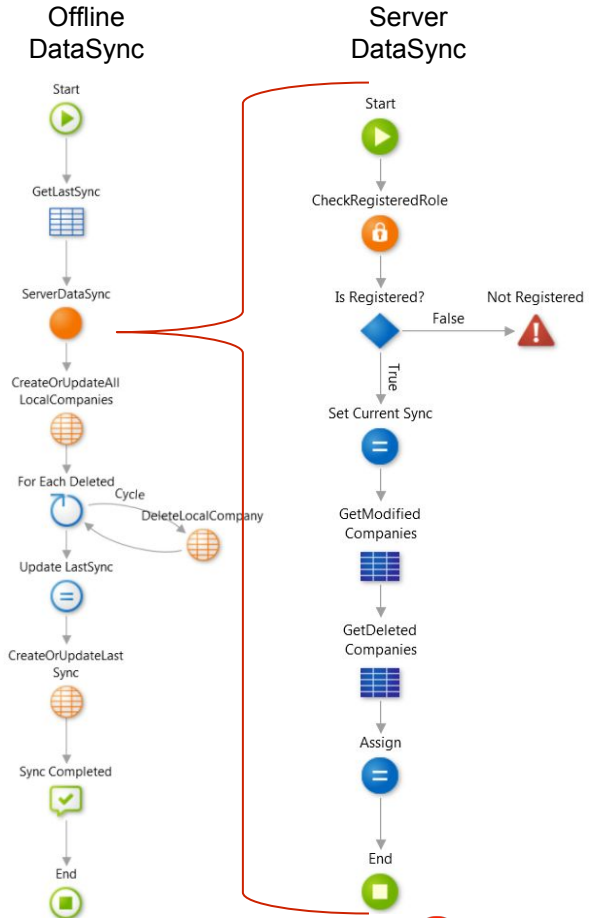 Offline
DataSync
Start
GetLastSync
ServerDataSync
CreateOrUpdateAll
LocalCompanies
For Each Deleted
Cycle
DeleteLocalCompany
Update LastSync
CreateOrUpdateLast
Sync
Sync Completed
End
Server
DataSync
Start
CheckRegisteredRole
Is Registered?
False
Not Registered
True
Set Current Sync
GetModified
Companies
GetDeleted
Companies
Assign
End